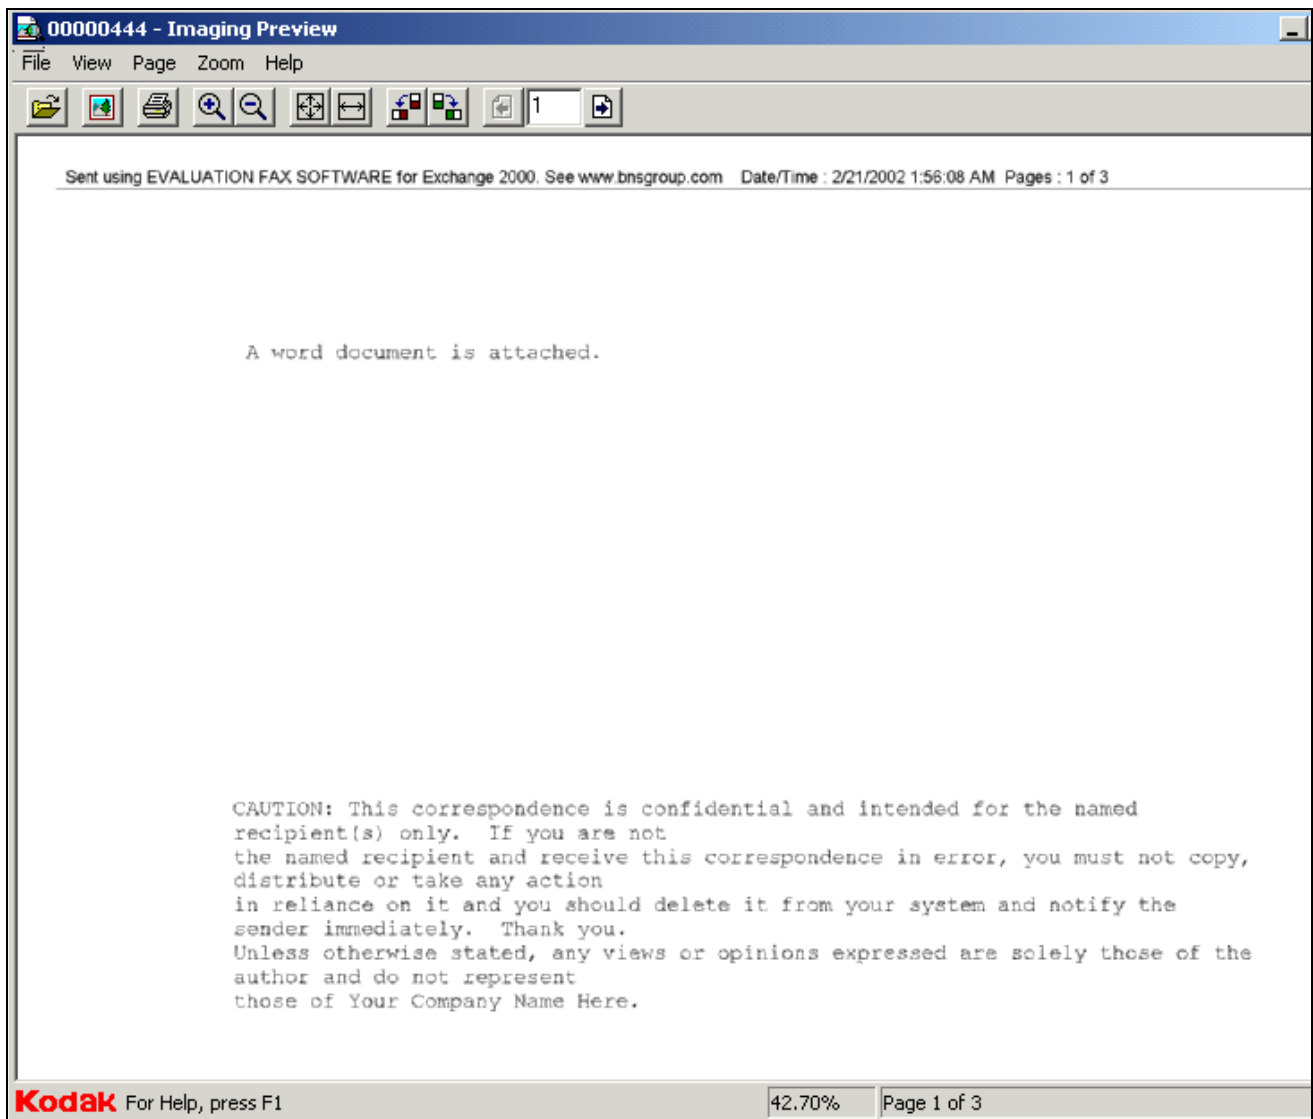 00000444 - Imaging Preview
File View Page Zoom Help
1
Sent using EVALUATION FAX SOFTWARE for Exchange 2000. See www.bnsgroup.com Date/Time : 2/21/2002 1:56:08 AM Pages : 1 of 3
A word document is attached.
CAUTION: This correspondence is confidential and intended for the named
recipient(s) only. If you are not
the named recipient and receive this correspondence in error, you must not copy,
distribute or take any action
in reliance on it and you should delete it from your system and notify the
sender immediately. Thank you.
Unless otherwise stated, any views or opinions expressed are solely those of the
author and do not represent
those of Your Company Name Here.
Kodak For Help, press F1 42.70% Page 1 of 3